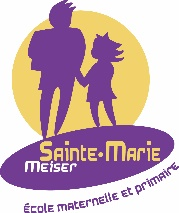 Sainte•Marie
Meiser
École maternelle et primaire